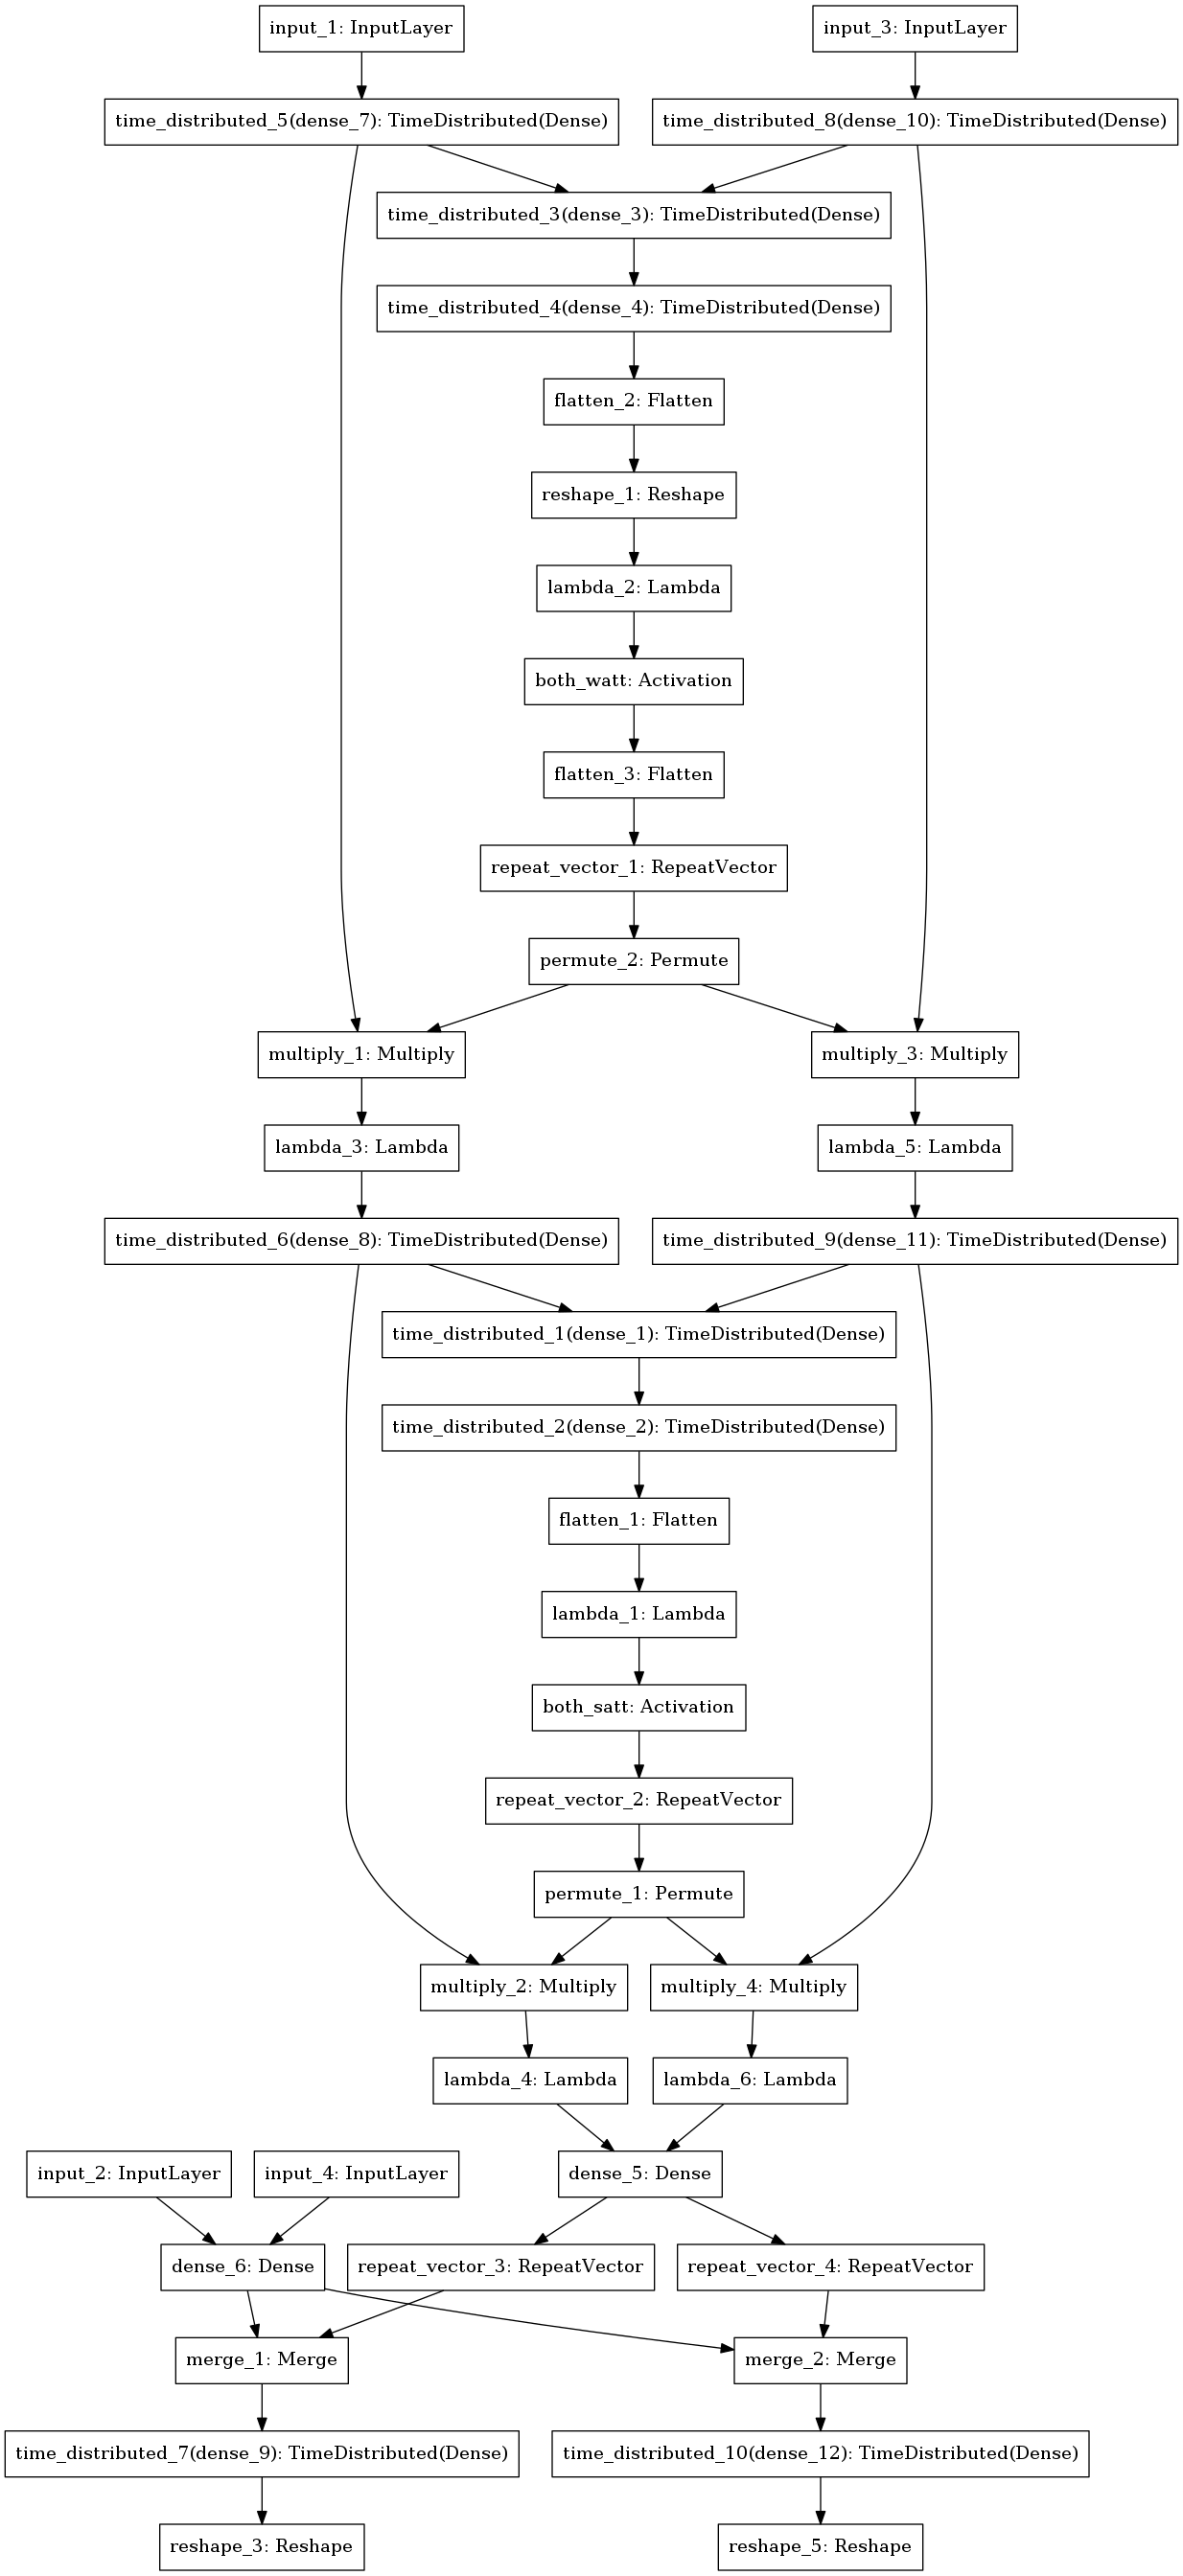 input_1: InputLayer
input_3: InputLayer
time_distributed_5(dense_7): TimeDistributed(Dense)
time_distributed_8(dense_10): TimeDistributed(Dense)
time_distributed_3(dense_3): TimeDistributed(Dense)
time_distributed_4(dense_4): TimeDistributed(Dense)
flatten_2: Flatten
reshape_1: Reshape
lambda_2: Lambda
both_watt: Activation
flatten_3: Flatten
repeat_vector_1: RepeatVector
permute_2: Permute
multiply_1: Multiply
multiply_3: Multiply
lambda_3: Lambda
lambda_5: Lambda
time_distributed_6(dense_8): TimeDistributed(Dense)
time_distributed_9(dense_11): TimeDistributed(Dense)
time_distributed_1(dense_1): TimeDistributed(Dense)
time_distributed_2(dense_2): TimeDistributed(Dense)
flatten_1: Flatten
lambda_1: Lambda
both_satt: Activation
repeat_vector_2: RepeatVector
permute_1: Permute
multiply_2: Multiply
multiply_4: Multiply
lambda_4: Lambda
lambda_6: Lambda
input_2: InputLayer
input_4: InputLayer
dense_5: Dense
dense_6: Dense
repeat_vector_3: RepeatVector
repeat_vector_4: RepeatVector
merge_1: Merge
merge_2: Merge
time_distributed_7(dense_9): TimeDistributed(Dense)
time_distributed_10(dense_12): TimeDistributed(Dense)
reshape_3: Reshape
reshape_5: Reshape